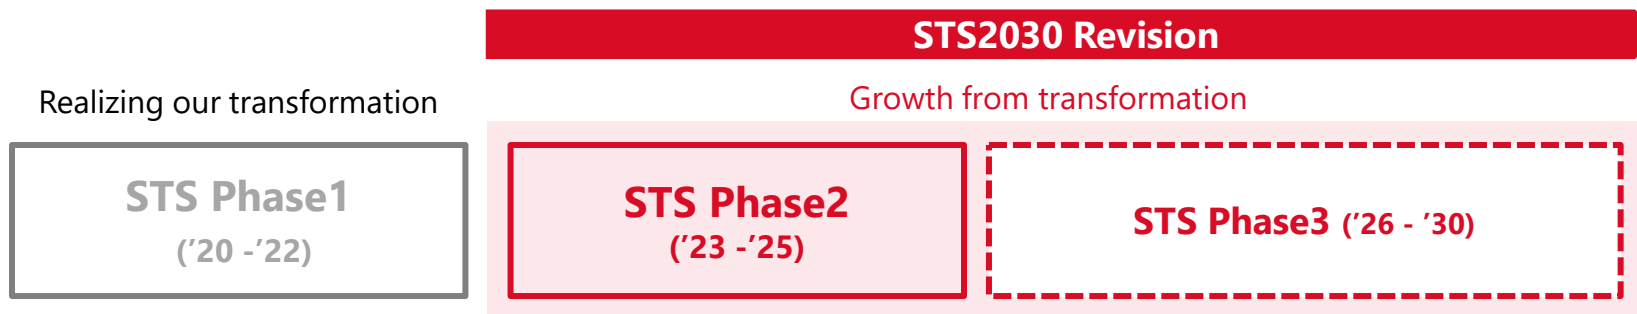 STS2030 Revision
Realizing our transformation
Growth from transformation
STS Phase1
(’20 -’22)
STS Phase2
(’23 -’25)
STS Phase3 (’26 - ’30)